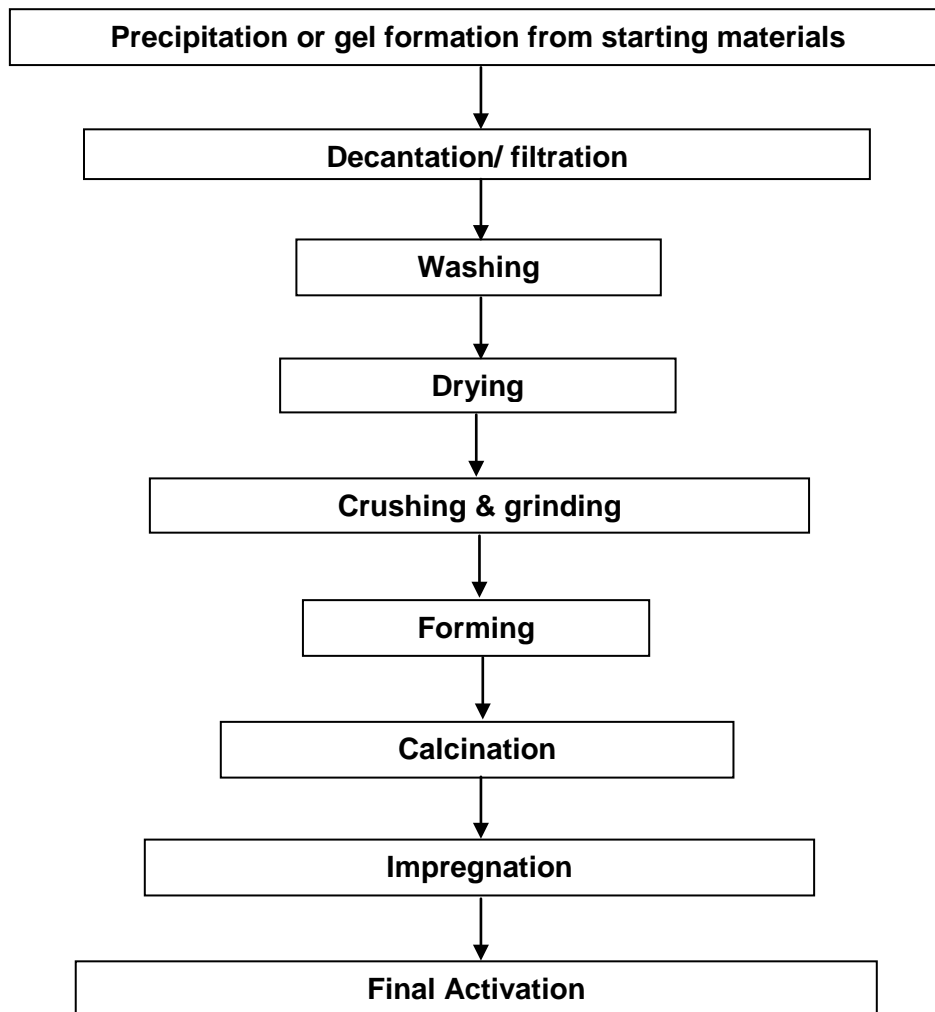 Precipitation or gel formation from starting materials
Decantation/ filtration
Washing
Drying
Crushing & grinding
Forming
Calcination
Impregnation
Final Activation